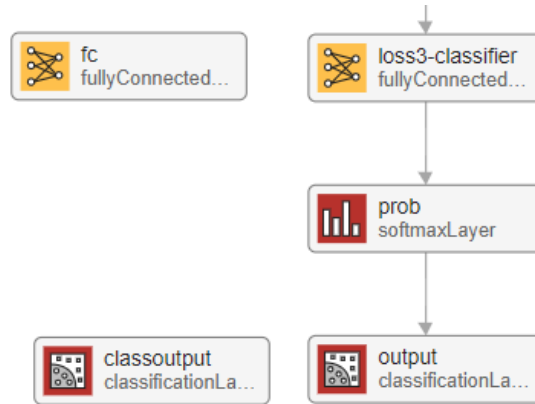 fc
fullyConnected...
loss3-classifier
fullyConnected...
prob
softmaxLayer
classoutput
classificationLa...
output
classificationLa...